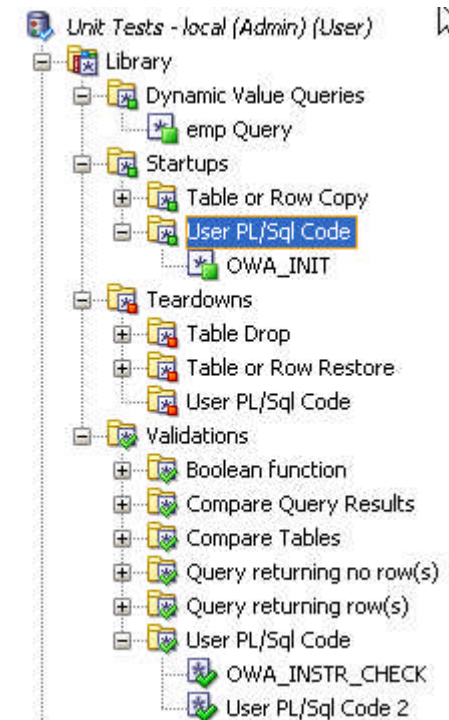 Unit Tests - local (Admin) (User)
Library
Dynamic Value Queries
emp Query
Startups
Table or Row Copy
User PL/Sql Code
OWA_INIT
Teardowns
Table Drop
Table or Row Restore
User PL/Sql Code
Validations
Boolean function
Compare Query Results
Compare Tables
Query returning no row(s)
Query returning row(s)
User PL/Sql Code
OWA_INSTR_CHECK
User PL/Sql Code 2